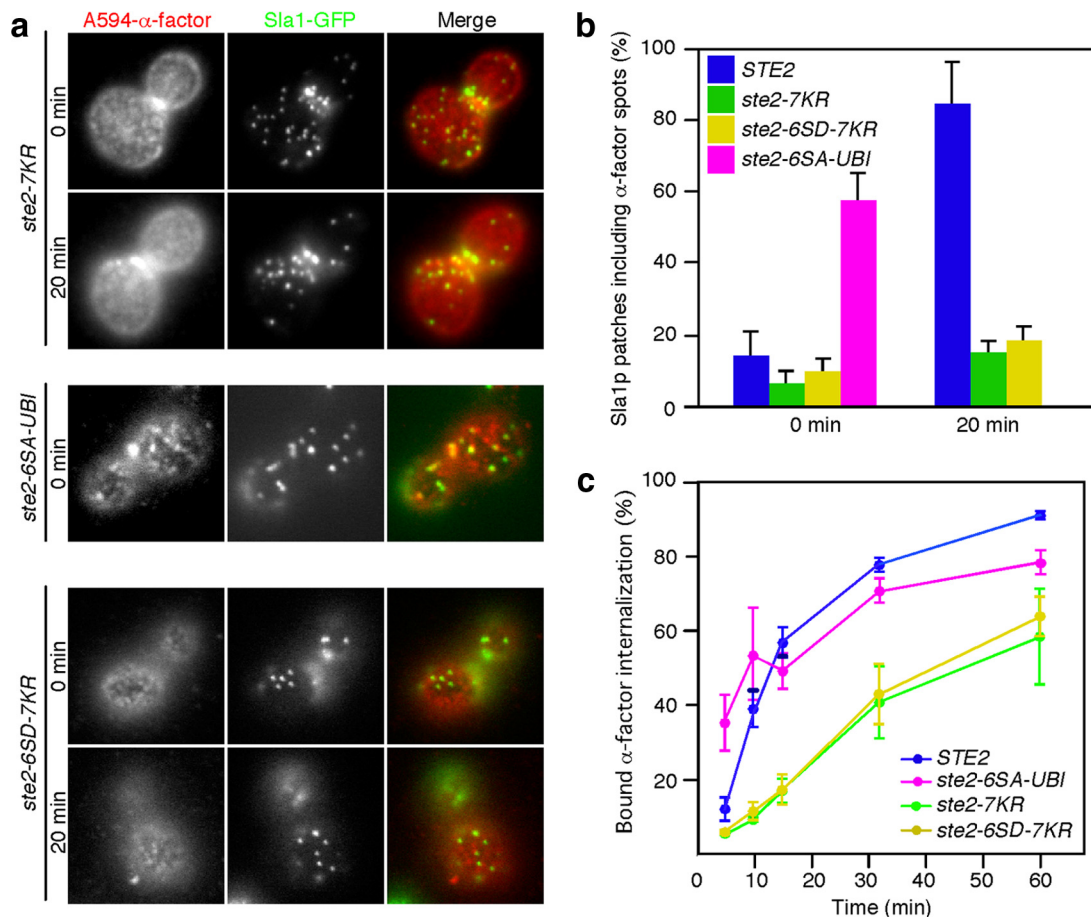 a
A594-α-factor
Sla1-GFP
Merge
ste2-7KR
0 min
20 min
ste2-6SA-UBI
0 min
ste2-6SD-7KR
0 min
20 min
b
Sla1p patches including α-factor spots (%)
100
80
60
40
20
0
STE2
ste2-7KR
ste2-6SD-7KR
ste2-6SA-UBI
0 min
20 min
c
Bound α-factor internalization (%)
100
80
60
40
20
STE2
ste2-6SA-UBI
ste2-7KR
ste2-6SD-7KR
0
10
20
30
40
50
60
Time (min)